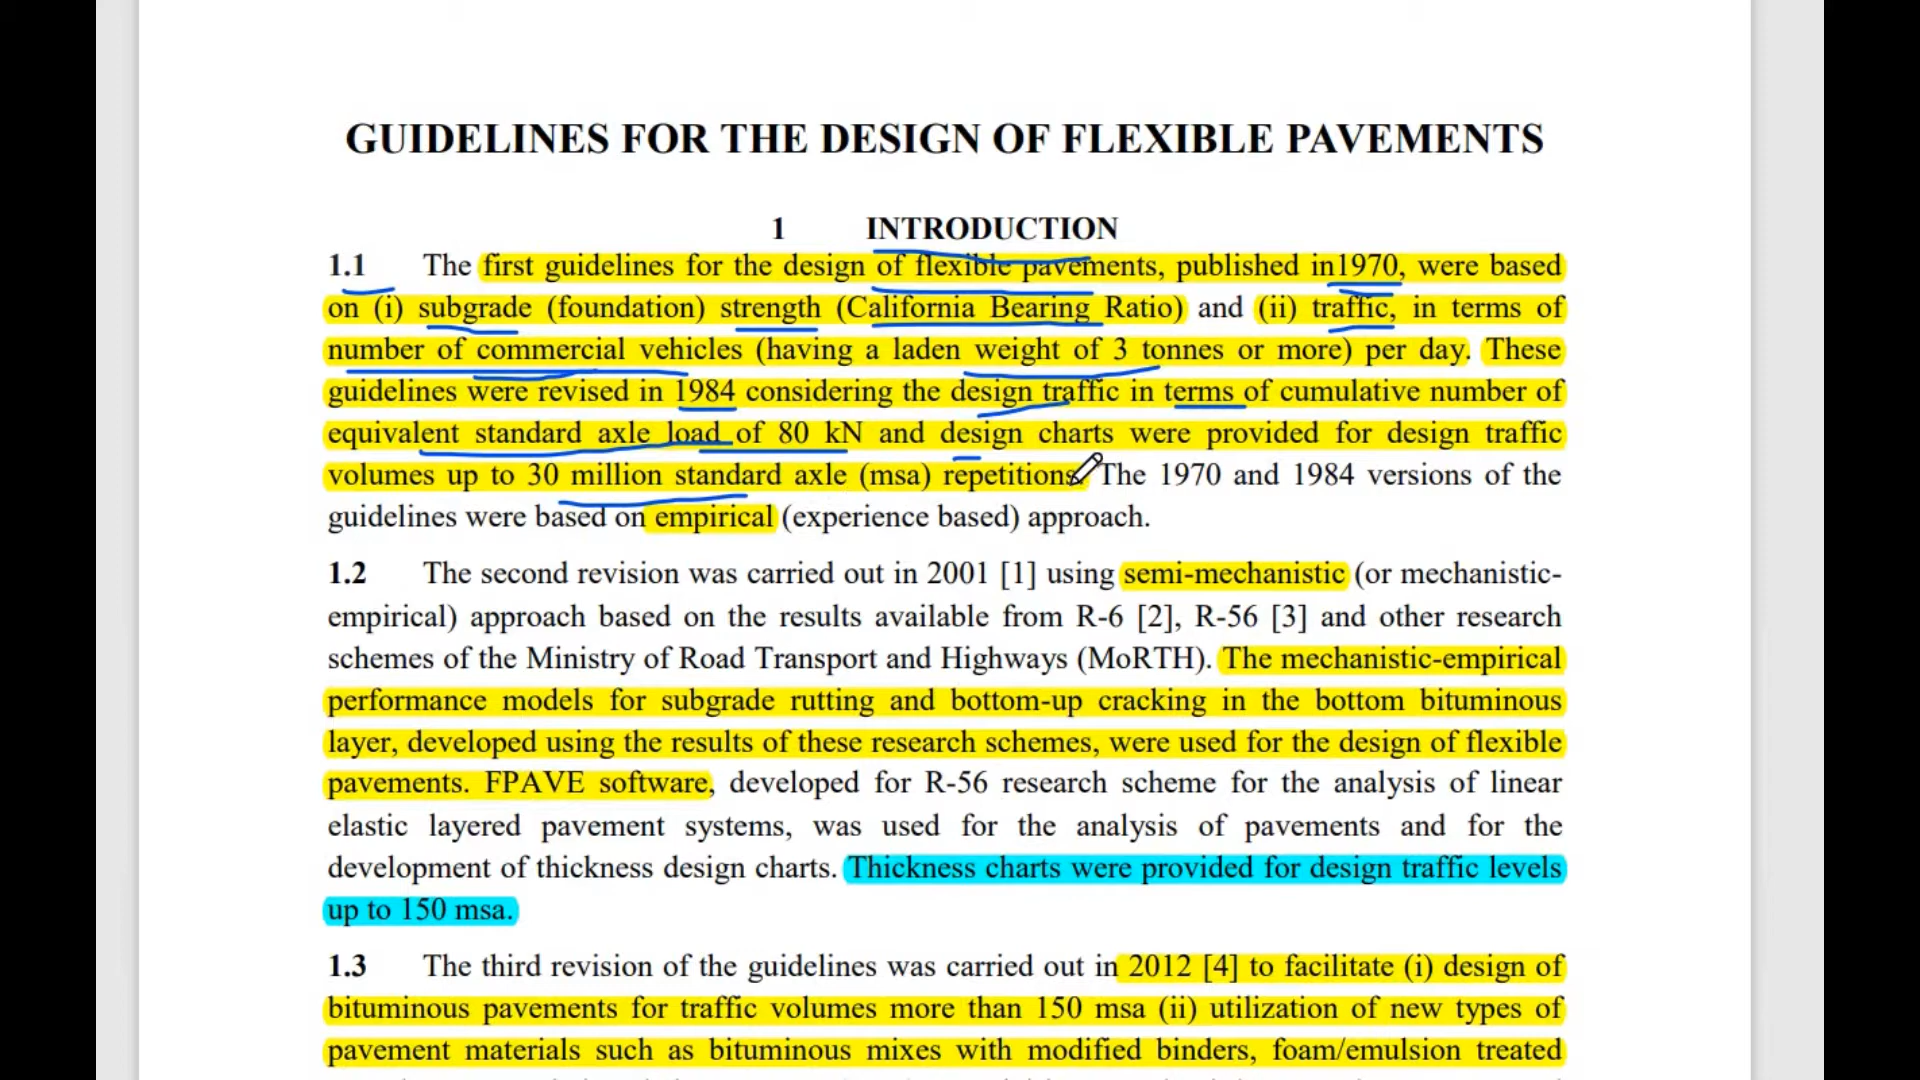 GUIDELINES FOR THE DESIGN OF FLEXIBLE PAVEMENTS
1 INTRODUCTION
1.1 The first guidelines for the design of flexible pavements, published in1970, were based
on (i) subgrade (foundation) strength (California Bearing Ratio) and (ii) traffic, in terms of
number of commercial vehicles (having a laden weight of 3 tonnes or more) per day. These
guidelines were revised in 1984 considering the design traffic in terms of cumulative number of
equivalent standard axle load of 80 kN and design charts were provided for design traffic
volumes up to 30 million standard axle (msa) repetitions. The 1970 and 1984 versions of the
guidelines were based on empirical (experience based) approach.
1.2 The second revision was carried out in 2001 [1] using semi-mechanistic (or mechanistic-
empirical) approach based on the results available from R-6 [2], R-56 [3] and other research
schemes of the Ministry of Road Transport and Highways (MoRTH). The mechanistic-empirical
performance models for subgrade rutting and bottom-up cracking in the bottom bituminous
layer, developed using the results of these research schemes, were used for the design of flexible
pavements. FPAVE software, developed for R-56 research scheme for the analysis of linear
elastic layered pavement systems, was used for the analysis of pavements and for the
development of thickness design charts. Thickness charts were provided for design traffic levels
up to 150 msa.
1.3 The third revision of the guidelines was carried out in 2012 [4] to facilitate (i) design of
bituminous pavements for traffic volumes more than 150 msa (ii) utilization of new types of
pavement materials such as bituminous mixes with modified binders, foam/emulsion treated